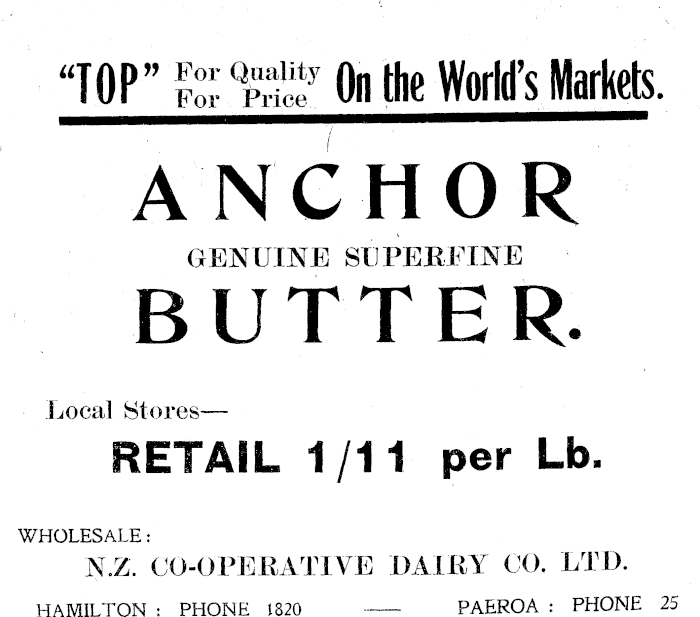 "TOP" For Quality For Price On the World's Markets.
ANCHOR
GENUINE SUPERFINE
BUTTER.
Local Stores—
RETAIL 1/11 per Lb.
WHOLESALE:
N.Z. CO-OPERATIVE DAIRY CO. LTD.
HAMILTON : PHONE 1820 —— PAEROA : PHONE 25